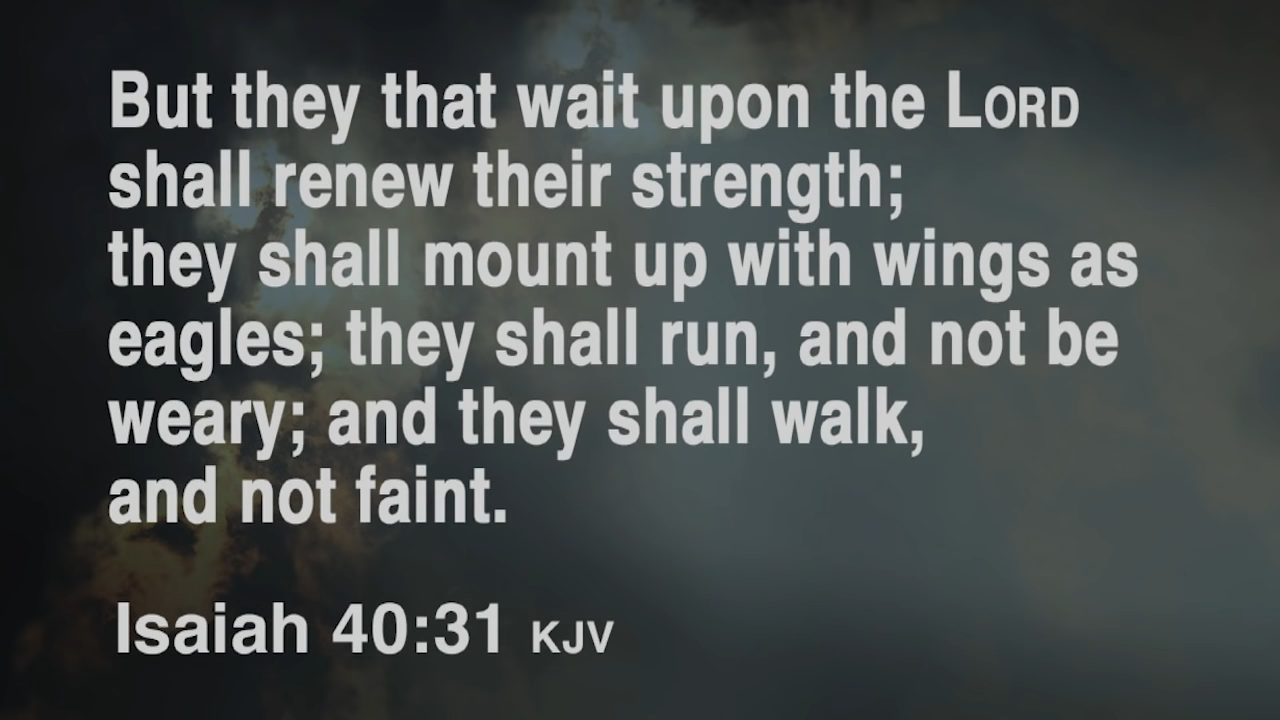 But they that wait upon the LORD
shall renew their strength;
they shall mount up with wings as
eagles; they shall run, and not be
weary; and they shall walk,
and not faint.
Isaiah 40:31 KJV